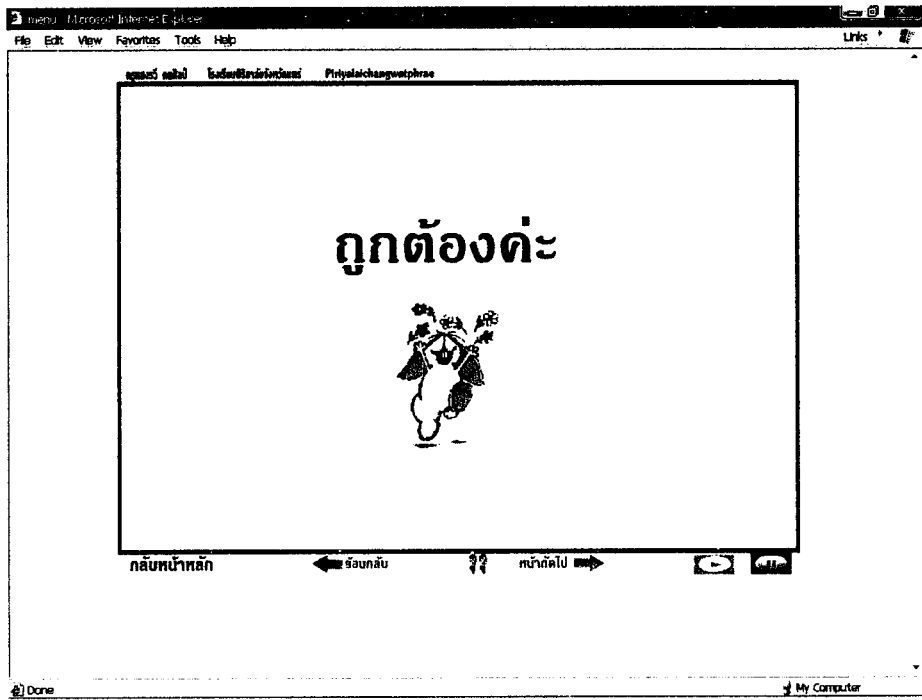 menu Microsoft Internet Explorer
File Edit View Favorites Tools Help Links
Piriyalaichangwatphrae
ถูกต้องค่ะ
กลับหน้าหลัก ย้อนกลับ หน้าถัดไป
Done My Computer